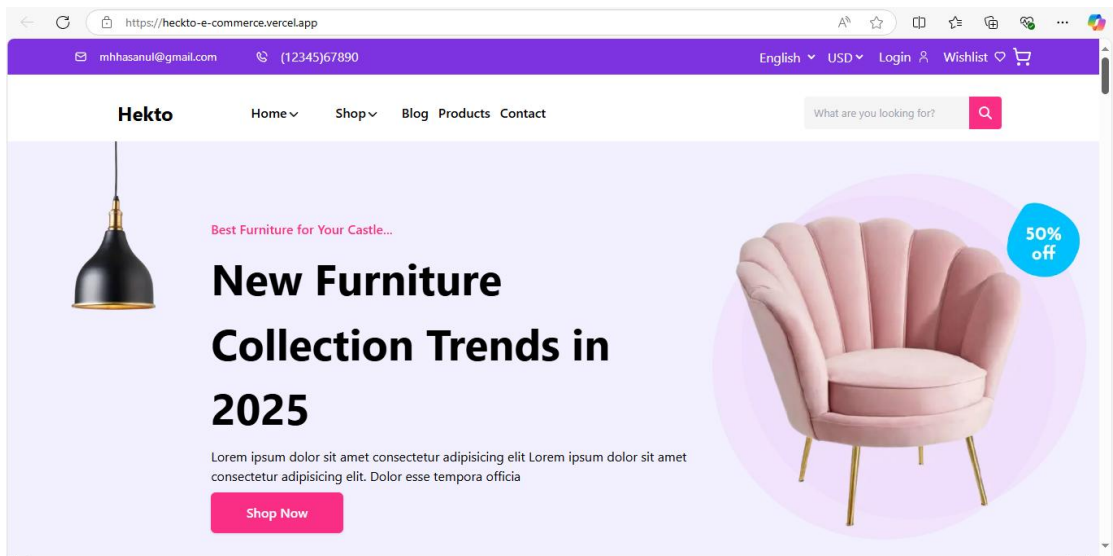 https://heckto-e-commerce.vercel.app
mhhasanul@gmail.com (12345)67890 English USD Login Wishlist
Hekto Home Shop Blog Products Contact What are you looking for?
Best Furniture for Your Castle...
50%
off
New Furniture
Collection Trends in
2025
Lorem ipsum dolor sit amet consectetur adipisicing elit Lorem ipsum dolor sit amet
consectetur adipisicing elit. Dolor esse tempora officia
Shop Now